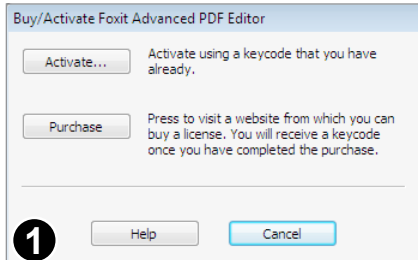 Buy/Activate Foxit Advanced PDF Editor
Activate...
Activate using a keycode that you have
already.
Purchase
Press to visit a website from which you can
buy a license. You will receive a keycode
once you have completed the purchase.
1
Help
Cancel